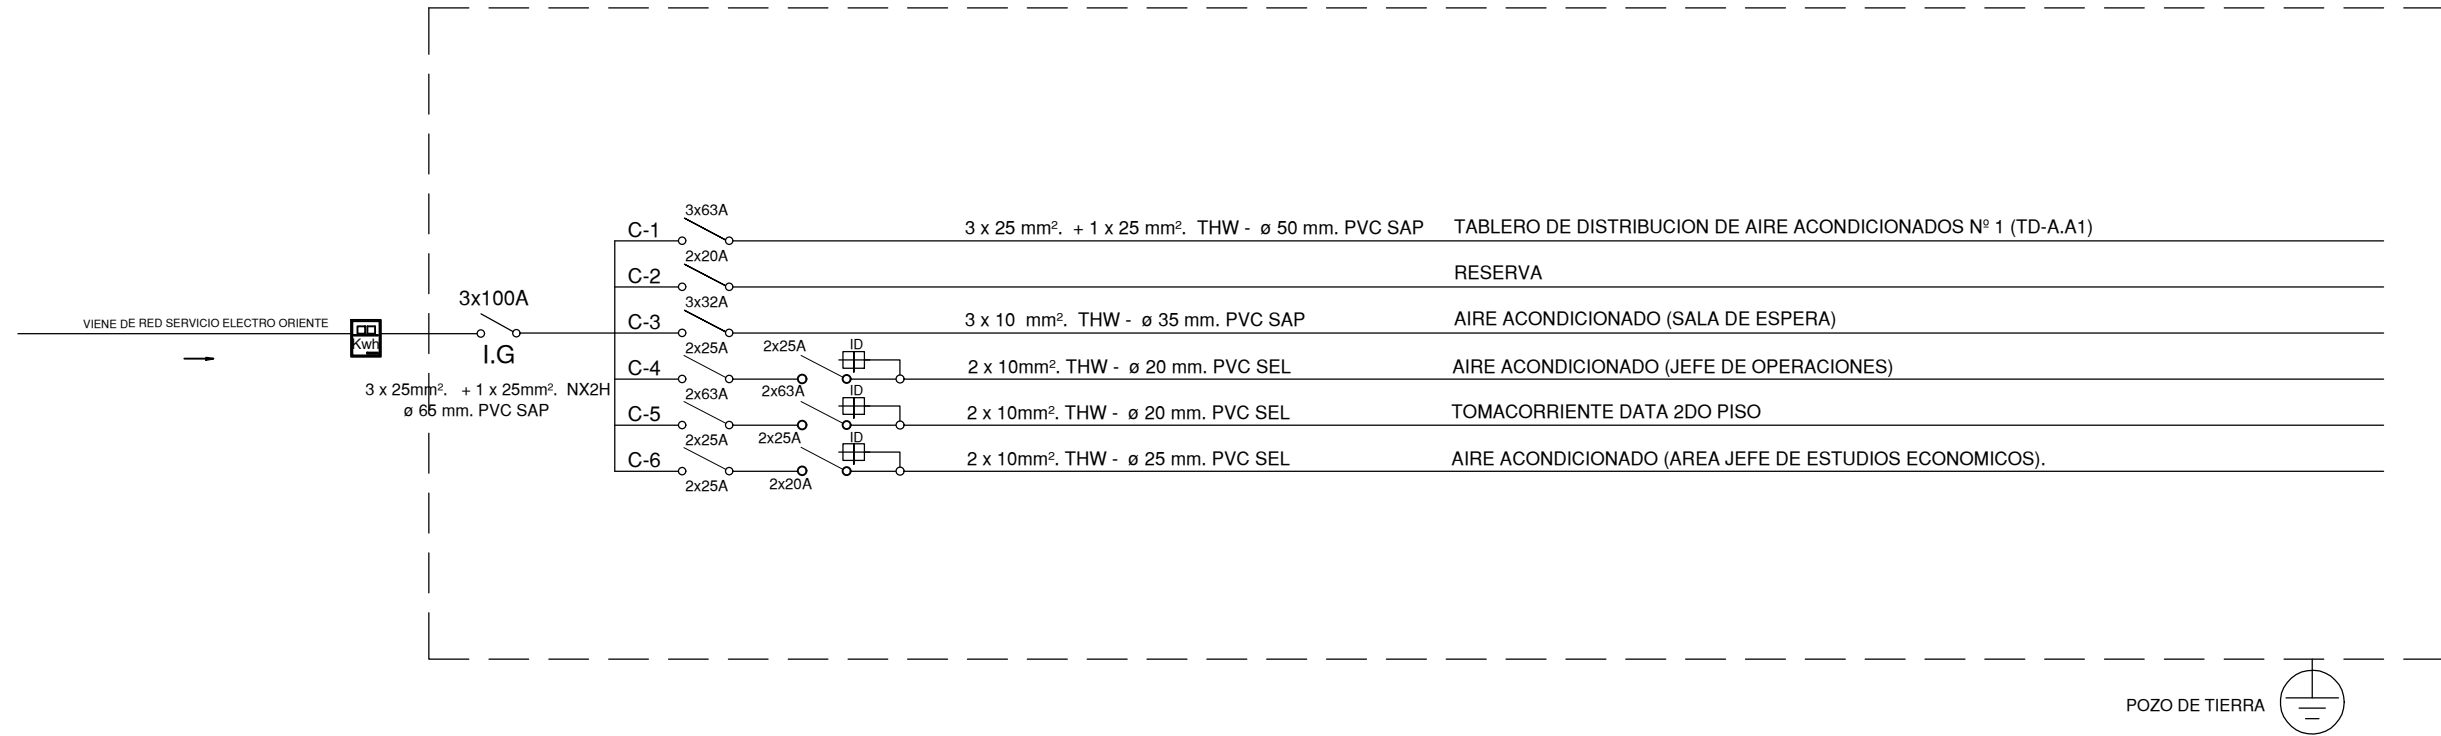 3x63A
C-1
3 x 25 mm². + 1 x 25 mm². THW - ø 50 mm. PVC SAP TABLERO DE DISTRIBUCION DE AIRE ACONDICIONADOS Nº 1 (TD-A.A1)
2x20A
C-2
RESERVA
3x100A
3x32A
VIENE DE RED SERVICIO ELECTRO ORIENTE
C-3
3 x 10 mm². THW - ø 35 mm. PVC SAP AIRE ACONDICIONADO (SALA DE ESPERA)
Kwh
I.G
2x25A 2x25A ID
C-4
2 x 10mm². THW - ø 20 mm. PVC SEL AIRE ACONDICIONADO (JEFE DE OPERACIONES)
3 x 25mm². + 1 x 25mm². NX2H
ø 65 mm. PVC SAP
2x63A 2x63A ID
C-5
2 x 10mm². THW - ø 20 mm. PVC SEL TOMACORRIENTE DATA 2DO PISO
2x25A 2x25A ID
C-6
2 x 10mm². THW - ø 25 mm. PVC SEL AIRE ACONDICIONADO (AREA JEFE DE ESTUDIOS ECONOMICOS).
2x25A 2x20A
POZO DE TIERRA